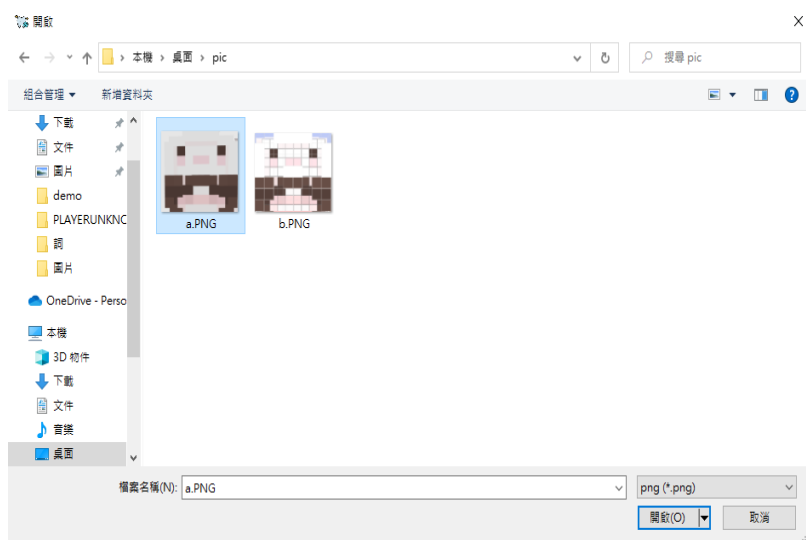 開啟
本機 › 桌面 › pic
搜尋 pic
組合管理 新增資料夾
下載
文件
圖片
demo
PLAYERUNKNC
詞
圖片
OneDrive - Perso
本機
3D 物件
下載
文件
音樂
桌面
a.PNG b.PNG
檔案名稱(N): a.PNG png (*.png)
開啟(O) 取消